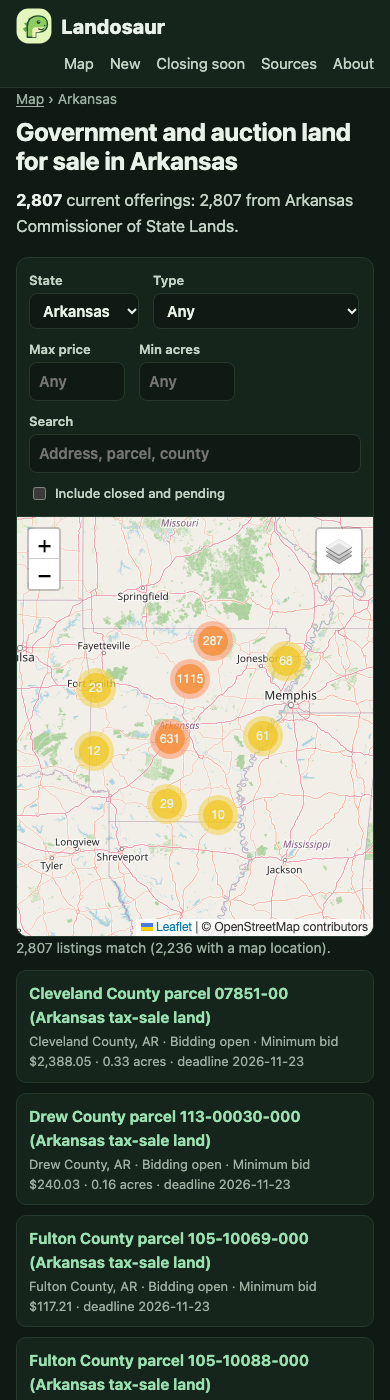 Landosaur
Map New Closing soon Sources About
Map › Arkansas
Government and auction land
for sale in Arkansas
2,807 current offerings: 2,807 from Arkansas
Commissioner of State Lands.
State Type
Arkansas Any
Max price Min acres
Any Any
Search
Address, parcel, county
Include closed and pending
Missouri
+
−
Springfield
287
Fayetteville
Jonesboro
68
lsa
1115
23
Fort Smith
Memphis
Arkansas
631
61
12
29
10
Longview
Mississippi
Shreveport
Tyler
Jackson
Leaflet | © OpenStreetMap contributors
2,807 listings match (2,236 with a map location).
Cleveland County parcel 07851-00
(Arkansas tax-sale land)
Cleveland County, AR · Bidding open · Minimum bid
$2,388.05 · 0.33 acres · deadline 2026-11-23
Drew County parcel 113-00030-000
(Arkansas tax-sale land)
Drew County, AR · Bidding open · Minimum bid
$240.03 · 0.16 acres · deadline 2026-11-23
Fulton County parcel 105-10069-000
(Arkansas tax-sale land)
Fulton County, AR · Bidding open · Minimum bid
$117.21 · deadline 2026-11-23
Fulton County parcel 105-10088-000
(Arkansas tax-sale land)